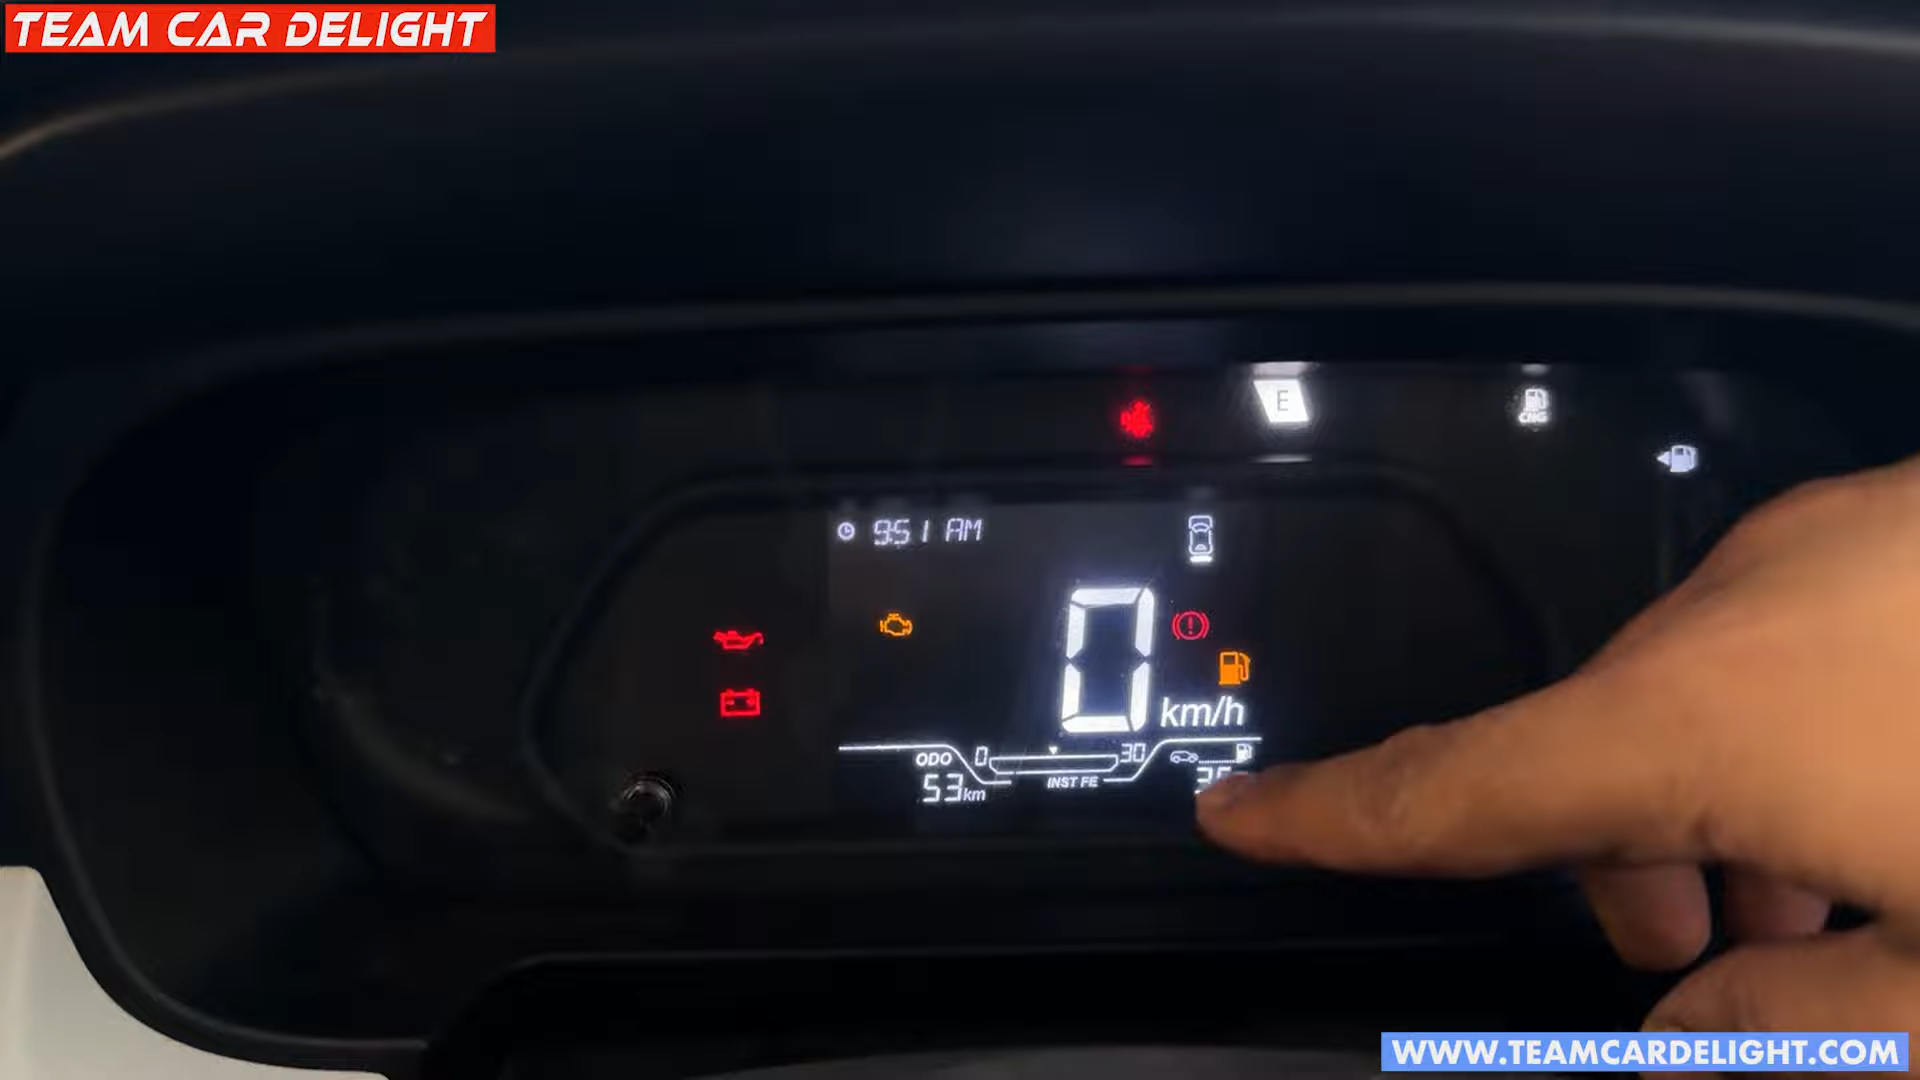 TEAM CAR DELIGHT
E
CNG
9:51 AM
0
km/h
ODO
0
30
53km
INST FE
WWW.TEAMCARDELIGHT.COM